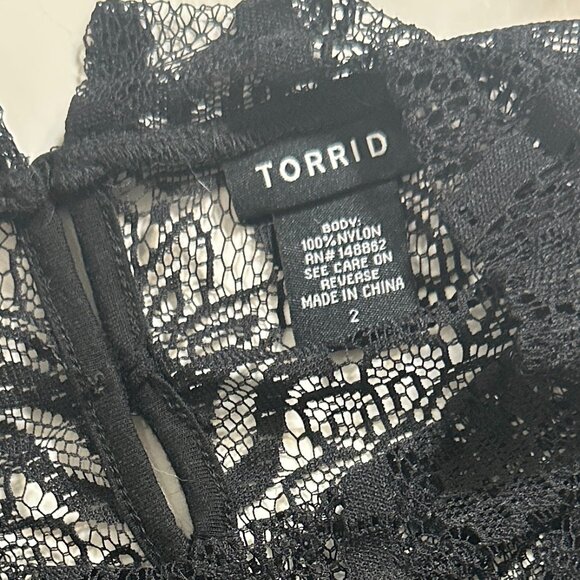 TORRID
BODY:
100% NYLON
RN# 148862
SEE CARE ON
REVERSE
MADE IN CHINA
2